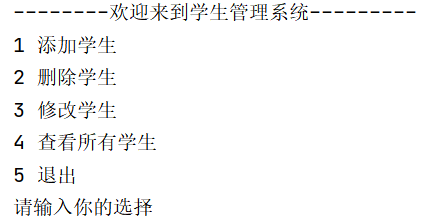 --------欢迎来到学生管理系统---------
1 添加学生
2 删除学生
3 修改学生
4 查看所有学生
5 退出
请输入你的选择